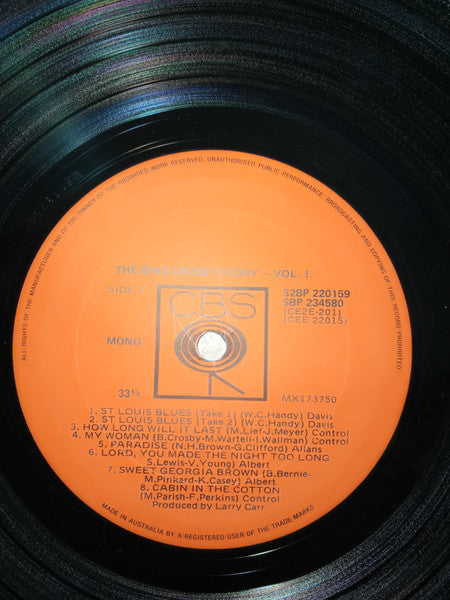 ALL RIGHTS OF THE MANUFACTURER AND OF THE OWNER OF THE RECORDED WORK RESERVED. UNAUTHORISED PUBLIC PERFORMANCE, BROADCASTING AND COPYING OF THIS RECORD PROHIBITED
THE BING CROSBY STORY — VOL. 1.
SIDE 2
S2BP 220159
SBP 234580
(CE2E-201)
(CEE 22015)
CBS
MONO
33⅓
MX173750
1. ST LOUIS BLUES (Take 1) (W.C. Handy) Davis
2. ST LOUIS BLUES (Take 2) (W.C. Handy) Davis
3. HOW LONG WILL IT LAST (M.Lief-J.Meyer) Control
4. MY WOMAN (B.Crosby-M.Wartell-I.Wallman) Control
5. PARADISE (N.H.Brown-G.Clifford) Allans
6. LORD, YOU MADE THE NIGHT TOO LONG
S.Lewis-V.Young) Albert
7. SWEET GEORGIA BROWN (B.Bernie-
M.Pinkard-K.Casey) Albert
8. CABIN IN THE COTTON
(M.Parish-F.Perkins) Control
Produced by Larry Carr
MADE IN AUSTRALIA BY A REGISTERED USER OF THE TRADE MARKS